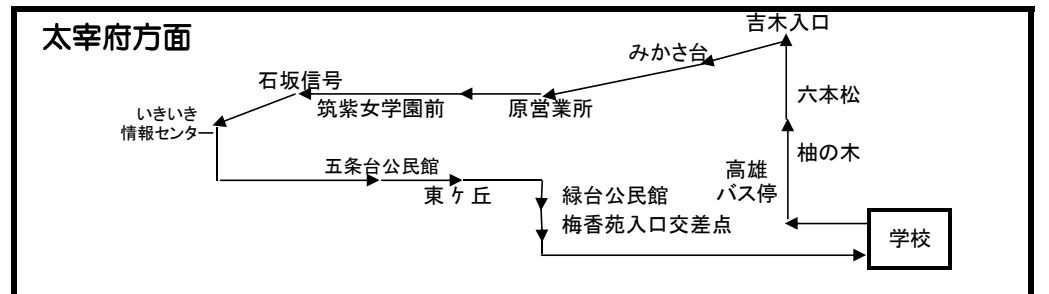 太宰府方面
吉木入口
みかさ台
石坂信号
筑紫女学園前
原営業所
六本松
いきいき
情報センター
柚の木
五条台公民館
東ヶ丘
高雄
バス停
緑台公民館
梅香苑入口交差点
学校